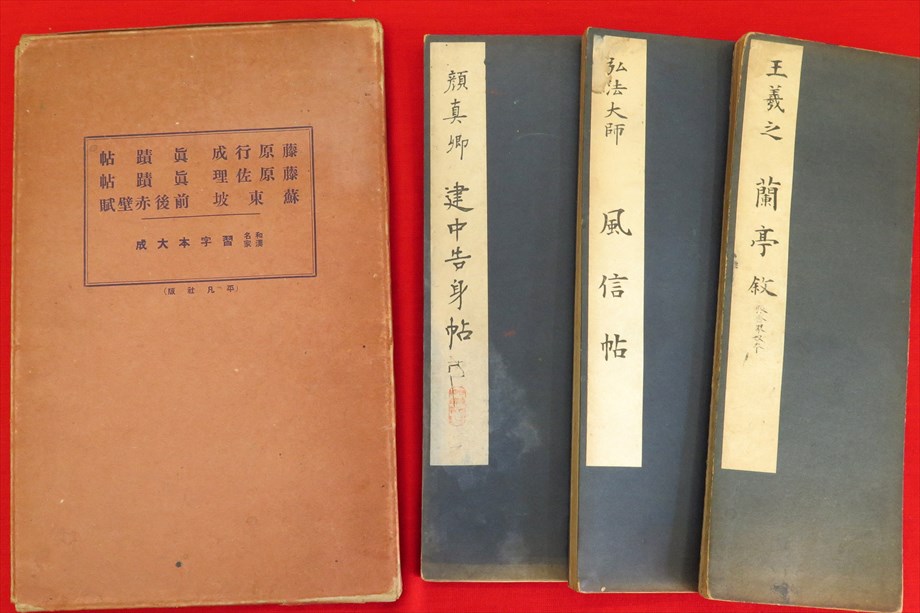 藤原行成 眞蹟帖
藤原佐理 眞蹟帖
蘇東坡 前後赤壁賦
和漢名家 習字本大成
(平凡社版)
顏真卿 建中告身帖
弘法大師 風信帖
王羲之 蘭亭敘